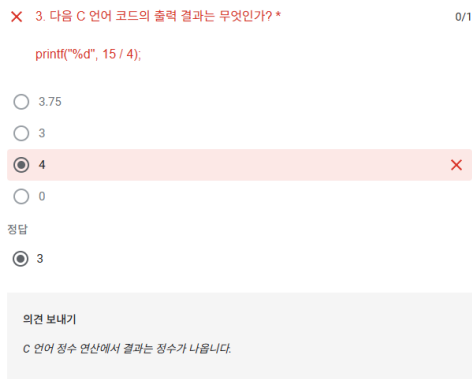 3. 다음 C 언어 코드의 출력 결과는 무엇인가? *
0/1
printf("%d", 15 / 4);
3.75
3
4
0
정답
3
의견 보내기
C 언어 정수 연산에서 결과는 정수가 나옵니다.